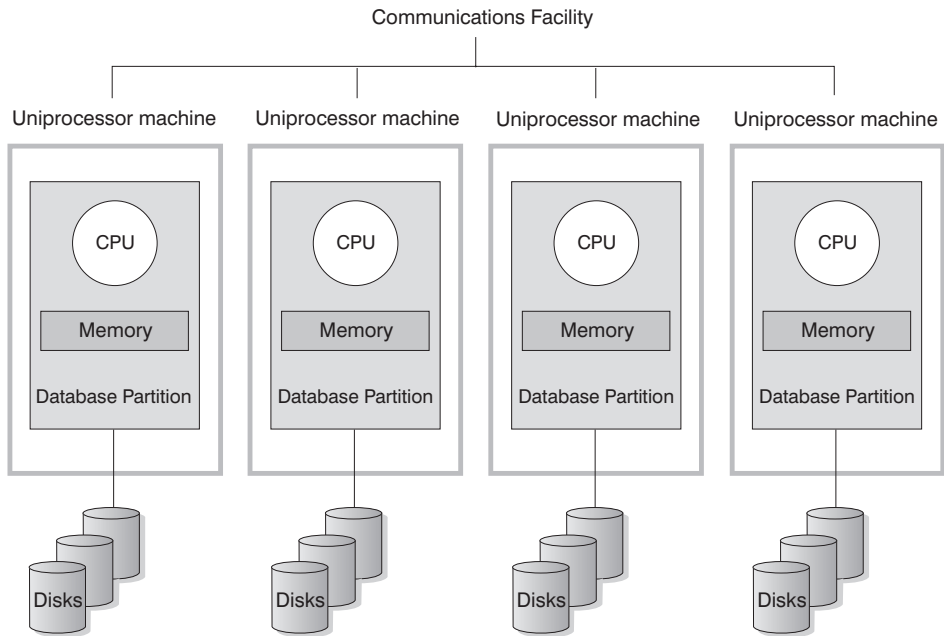 Communications Facility
Uniprocessor machine
Uniprocessor machine
Uniprocessor machine
Uniprocessor machine
CPU
CPU
CPU
CPU
Memory
Memory
Memory
Memory
Database Partition
Database Partition
Database Partition
Database Partition
Disks
Disks
Disks
Disks